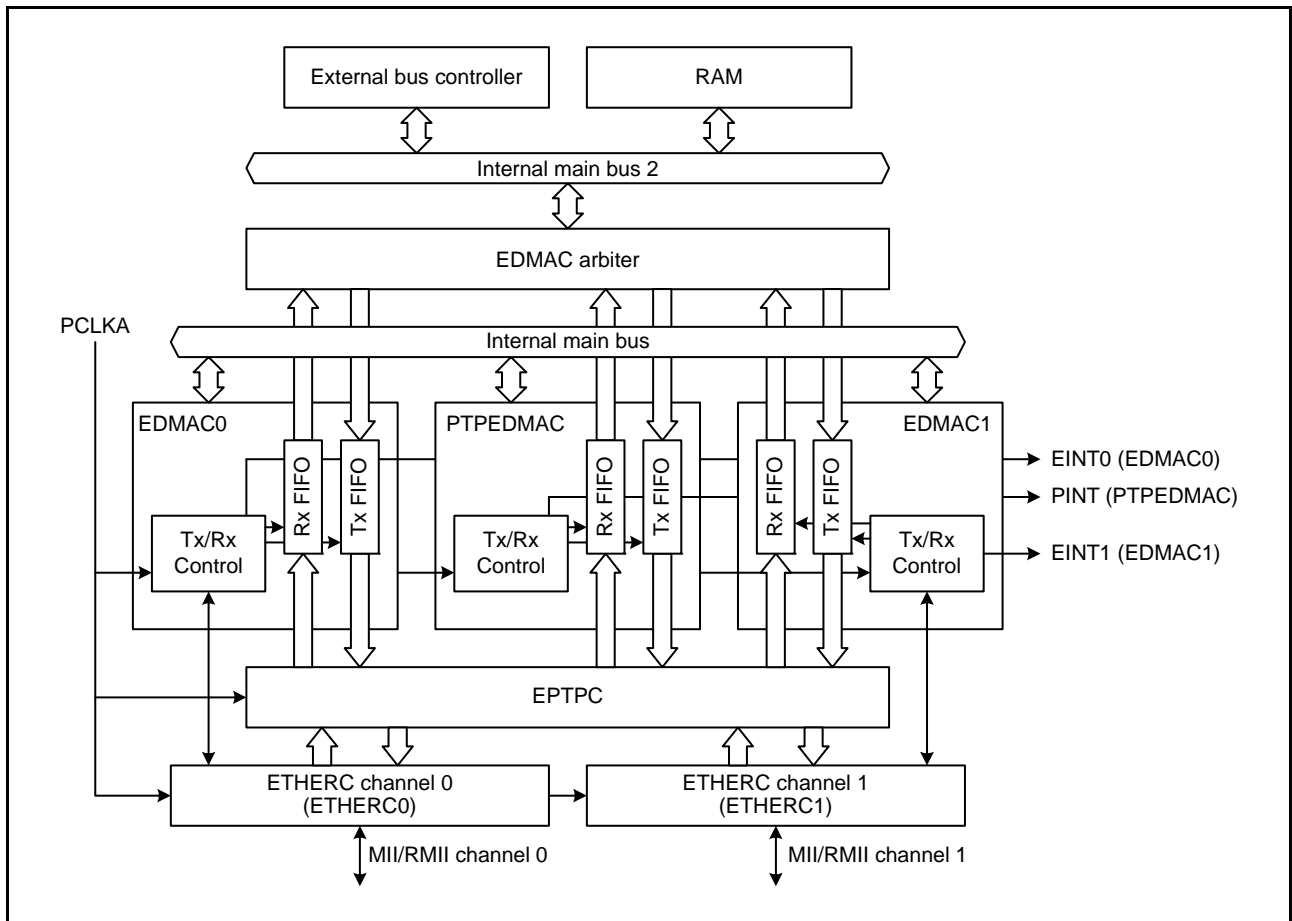 External bus controller
RAM
Internal main bus 2
EDMAC arbiter
PCLKA
Internal main bus
EDMAC0
PTPEDMAC
EDMAC1
Rx FIFO
Tx FIFO
Rx FIFO
Tx FIFO
Rx FIFO
Tx FIFO
EINT0 (EDMAC0)
PINT (PTPEDMAC)
EINT1 (EDMAC1)
Tx/Rx
Control
Tx/Rx
Control
Tx/Rx
Control
EPTPC
ETHERC channel 0
(ETHERC0)
ETHERC channel 1
(ETHERC1)
MII/RMII channel 0
MII/RMII channel 1